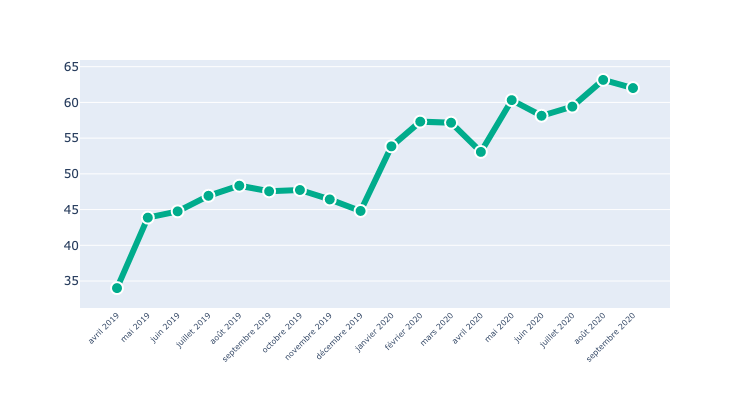 65
60
55
50
45
40
35
avril 2019
mai 2019
juin 2019
juillet 2019
août 2019
septembre 2019
octobre 2019
novembre 2019
décembre 2019
janvier 2020
février 2020
mars 2020
avril 2020
mai 2020
juin 2020
juillet 2020
août 2020
septembre 2020